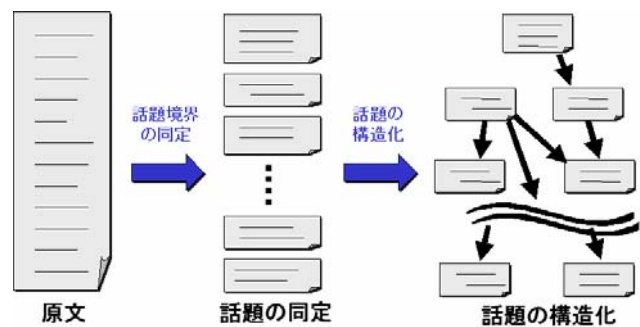 話題境界
の同定
話題の
構造化
原文
話題の同定
話題の構造化